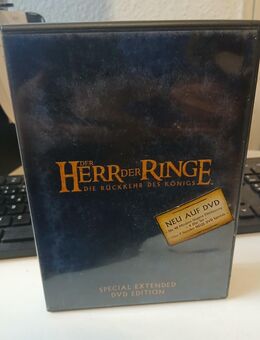 DER
HERR DER RINGE
DIE RÜCKKEHR DES KÖNIGS
NEU AUF DVD
SPECIAL EXTENDED
DVD EDITION